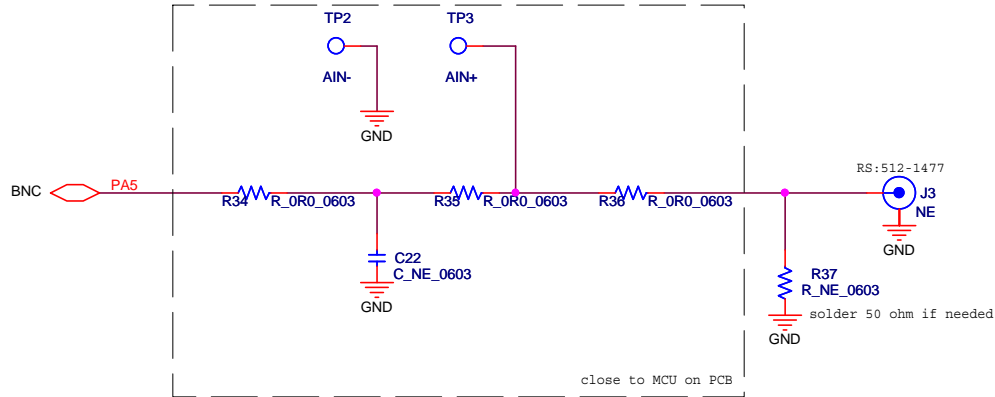 TP2
TP3
AIN-
AIN+
GND
BNC
PA5
R34
R_0R0_0603
R35
R_0R0_0603
R36
R_0R0_0603
RS:512-1477
J3
NE
GND
C22
C_NE_0603
GND
R37
R_NE_0603
solder 50 ohm if needed
GND
close to MCU on PCB